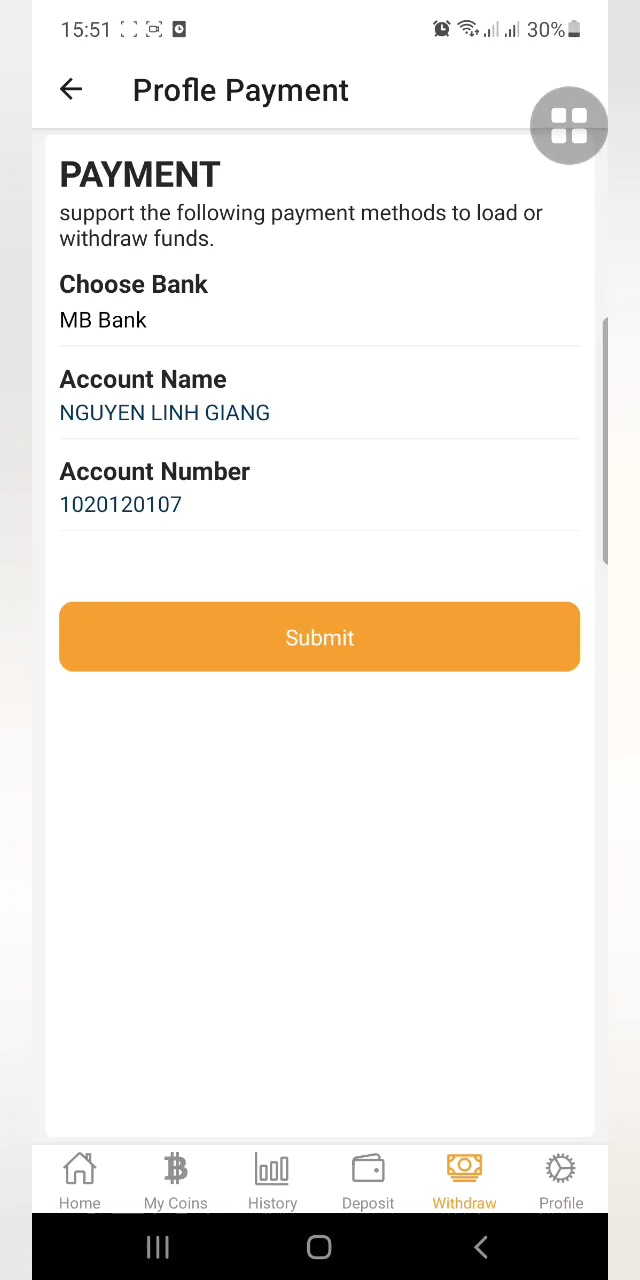 15:51
30%
Profle Payment
PAYMENT
support the following payment methods to load or
withdraw funds.
Choose Bank
MB Bank
Account Name
NGUYEN LINH GIANG
Account Number
1020120107
Submit
Home My Coins History Deposit Withdraw Profile